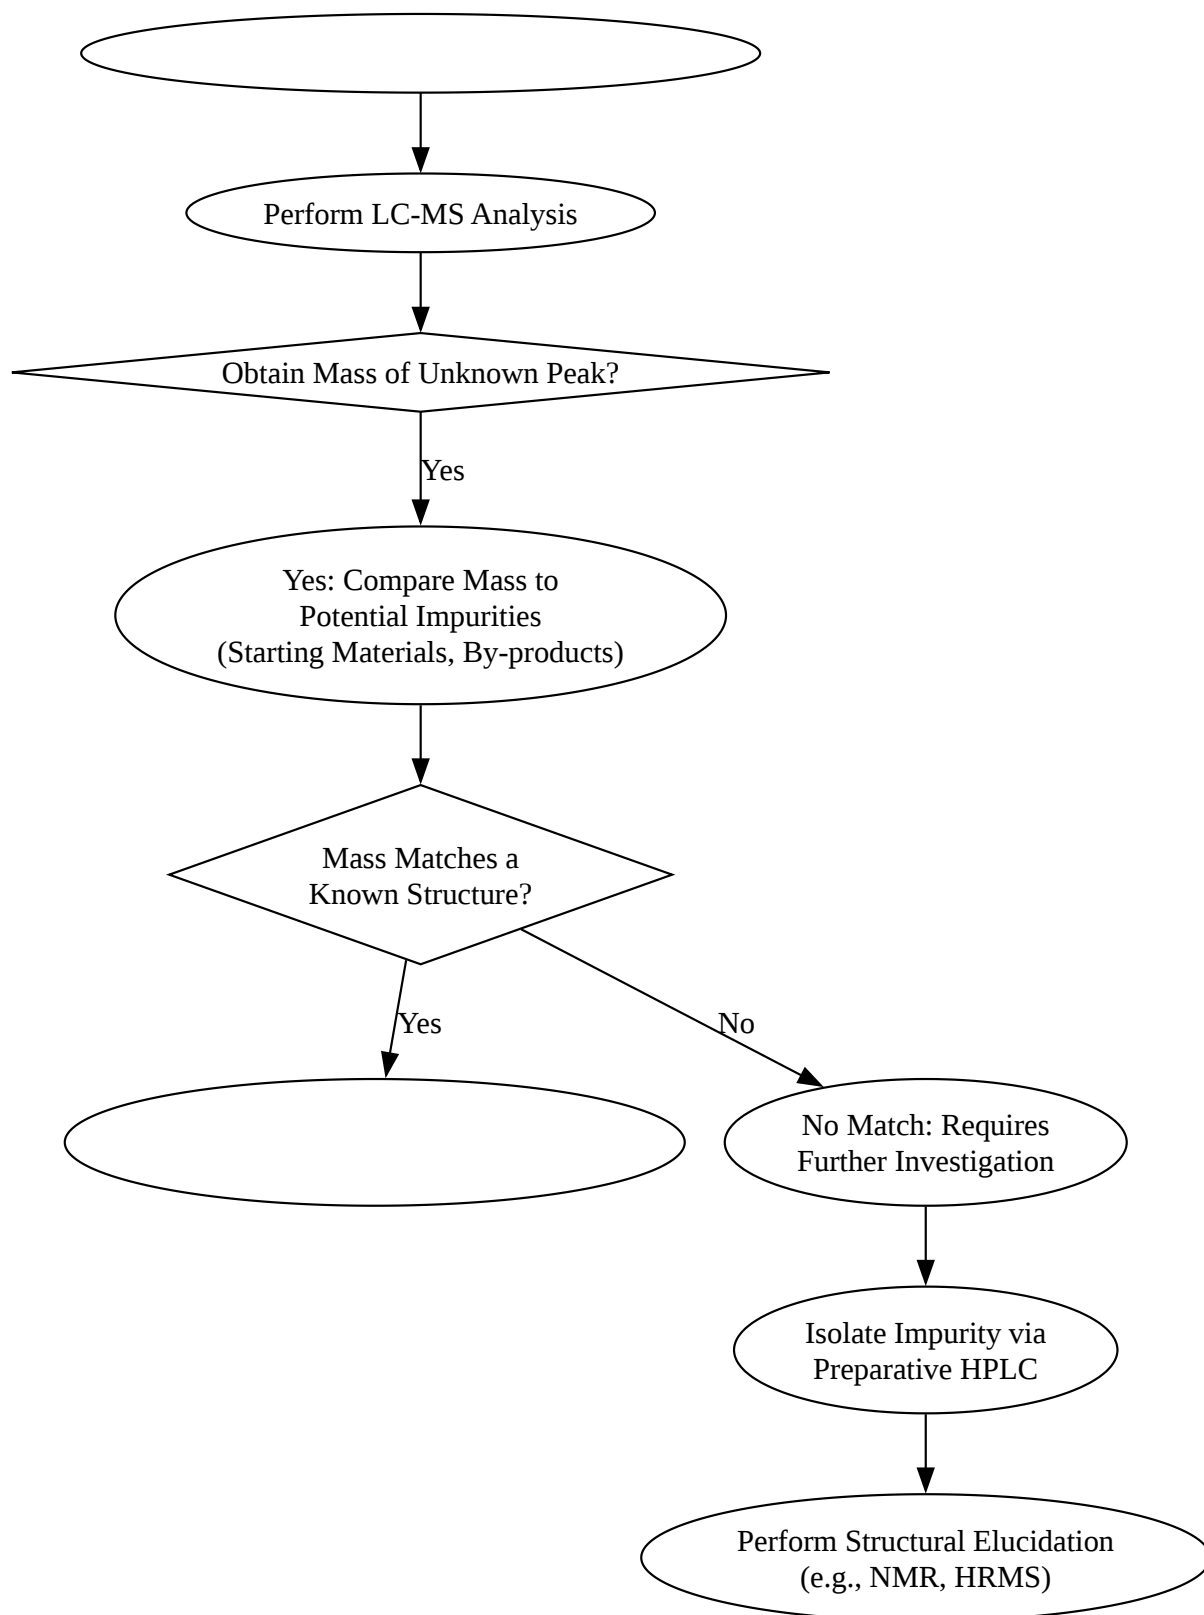 Perform LC-MS Analysis
Obtain Mass of Unknown Peak?
Yes
Yes: Compare Mass to
Potential Impurities
(Starting Materials, By-products)
Mass Matches a
Known Structure?
Yes
No
No Match: Requires
Further Investigation
Isolate Impurity via
Preparative HPLC
Perform Structural Elucidation
(e.g., NMR, HRMS)